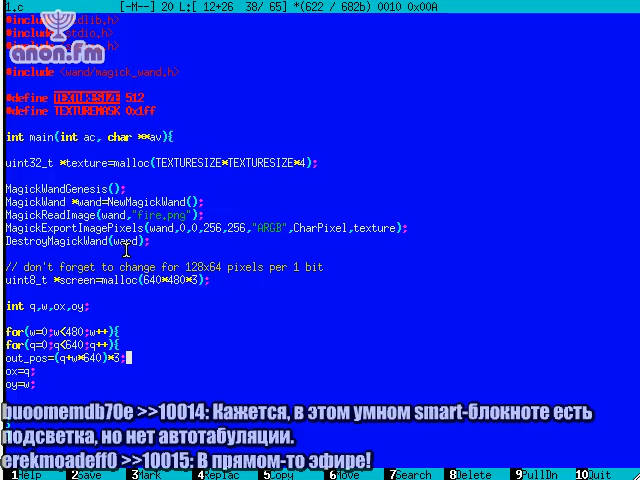 1.c [-M--] 20 L:[ 12+26 38/ 65] *(622 / 682b) 0010 0x00A
#include <stdlib.h>
#include <stdio.h>
#include
anon.fm
#include <wand/magick_wand.h>
#define TEXTURESIZE 512
#define TEXTUREMASK 0x1ff
int main(int ac, char **av){
uint32_t *texture=malloc(TEXTURESIZE*TEXTURESIZE*4);
MagickWandGenesis();
MagickWand *wand=NewMagickWand();
MagickReadImage(wand,"fire.png");
MagickExportImagePixels(wand,0,0,256,256,"ARGB",CharPixel,texture);
DestroyMagickWand(wand);
// don't forget to change for 128x64 pixels per 1 bit
uint8_t *screen=malloc(640*480*3);
int q,w,ox,oy;
for(w=0;w<480;w++){
for(q=0;q<640;q++){
out_pos=(q+w*640)*3;
ox=q;
oy=w;
buoomemdb70e >>10014: Кажется, в этом умном smart-блокноте есть
подсветка, но нет автотабуляции.
erekmoadeff0 >>10015: В прямом-то эфире!
1Help 2Save 3Mark 4Replac 5Copy 6Move 7Search 8Delete 9PullDn 10Quit